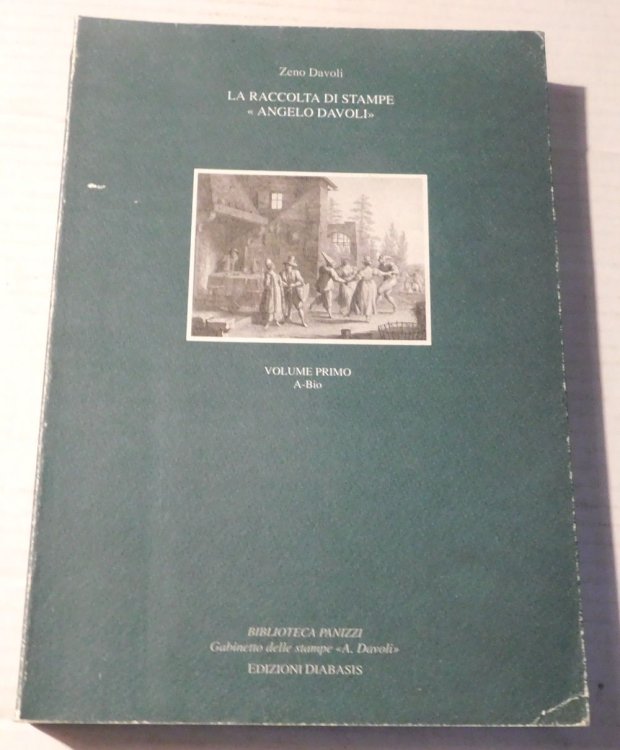 Zeno Davoli
LA RACCOLTA DI STAMPE
« ANGELO DAVOLI»
VOLUME PRIMO
A-Bio
BIBLIOTECA PANIZZI
Gabinetto delle stampe «A. Davoli»
EDIZIONI DIABASIS